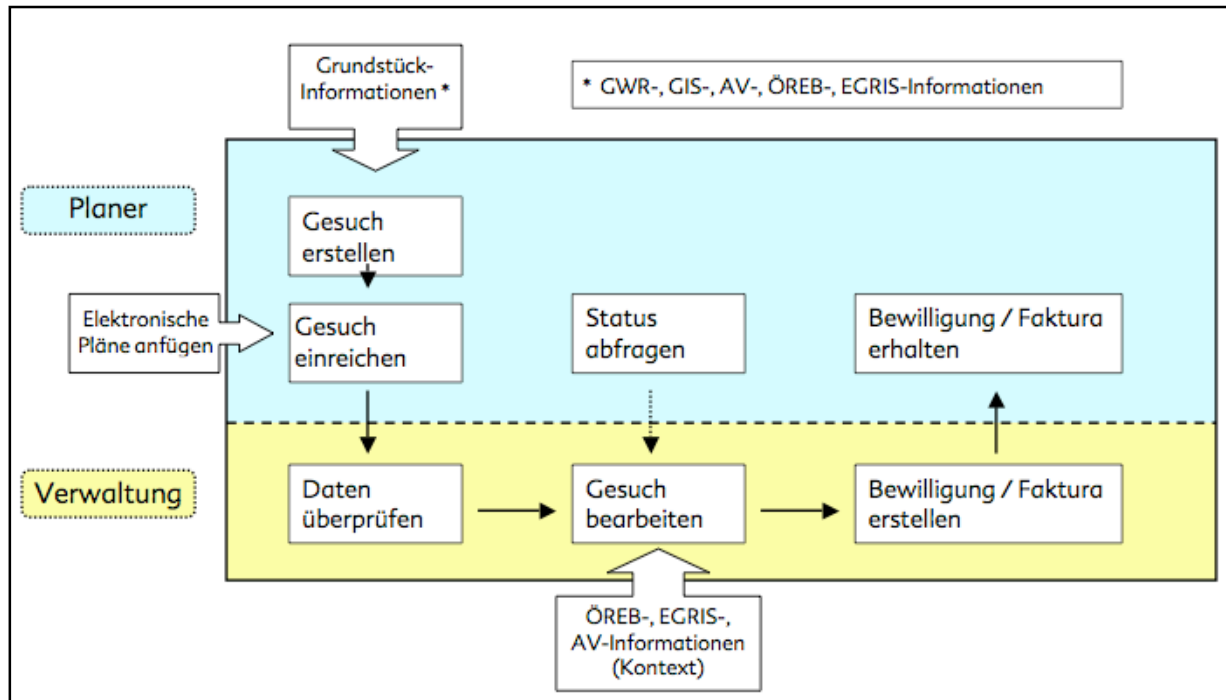 Grundstück-
Informationen *
* GWR-, GIS-, AV-, ÖREB-, EGRIS-Informationen
Planer
Gesuch
erstellen
Elektronische
Pläne anfügen
Gesuch
einreichen
Status
abfragen
Bewilligung / Faktura
erhalten
Verwaltung
Daten
überprüfen
Gesuch
bearbeiten
Bewilligung / Faktura
erstellen
ÖREB-, EGRIS-,
AV-Informationen
(Kontext)